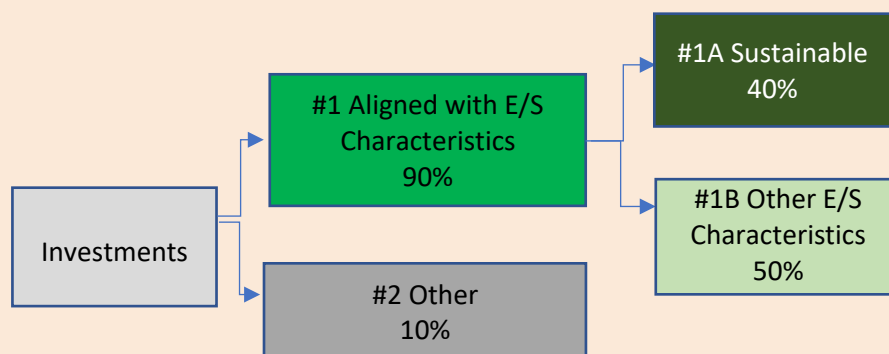 Investments
#1 Aligned with E/S
Characteristics
90%
#2 Other
10%
#1A Sustainable
40%
#1B Other E/S
Characteristics
50%